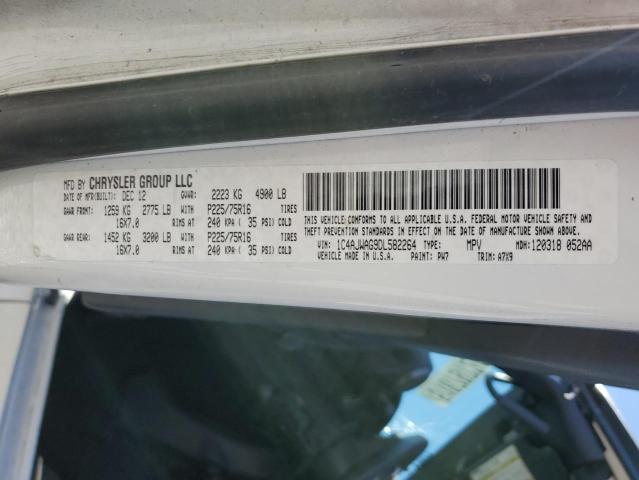 MFD BY CHRYSLER GROUP LLC
DATE OF MFR(BUILT): DEC 12 GVWR: 2223 KG 4900 LB
GAWR FRONT: 1259 KG 2775 LB WITH P225/75R16 TIRES
16X7.0 RIMS AT 240 KPA ( 35 PSI) COLD
GAWR REAR: 1452 KG 3200 LB WITH P225/75R16 TIRES
16X7.0 RIMS AT 240 KPA ( 35 PSI) COLD
THIS VEHICLE CONFORMS TO ALL APPLICABLE U.S.A. FEDERAL MOTOR VEHICLE SAFETY AND
THEFT PREVENTION STANDARDS IN EFFECT ON THE DATE OF MANUFACTURE SHOWN ABOVE.
VIN: 1C4AJWAG9DL582264 TYPE: MPV MDH: 120318 052AA
VEHICLE MADE IN U.S.A. PAINT: PW7 TRIM: A7X9